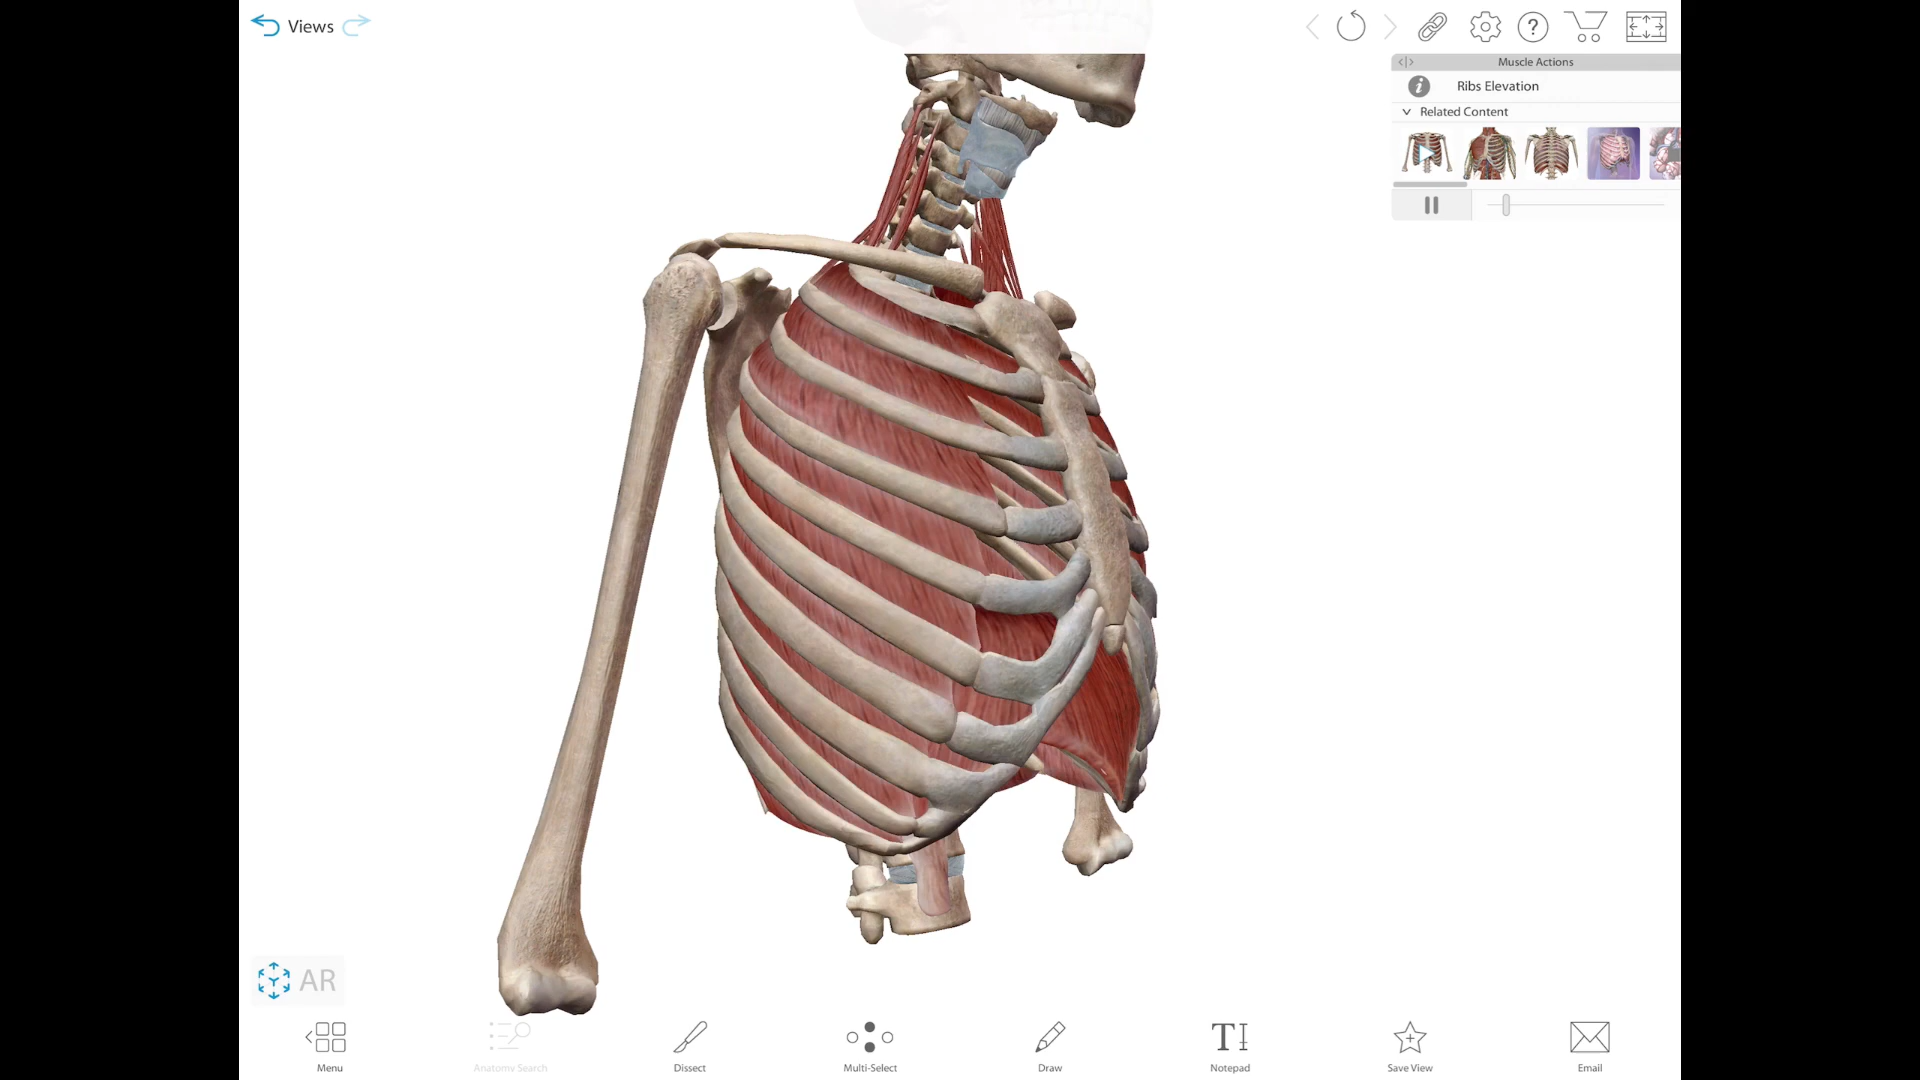 Views
Muscle Actions
Ribs Elevation
Related Content
AR
Menu
Anatomy Search
Dissect
Multi-Select
Draw
Notepad
Save View
Email